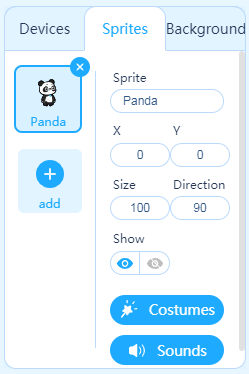 Devices Sprites Background
Sprite
Panda
Panda
X Y
0 0
add
Size Direction
100 90
Show
Costumes
Sounds